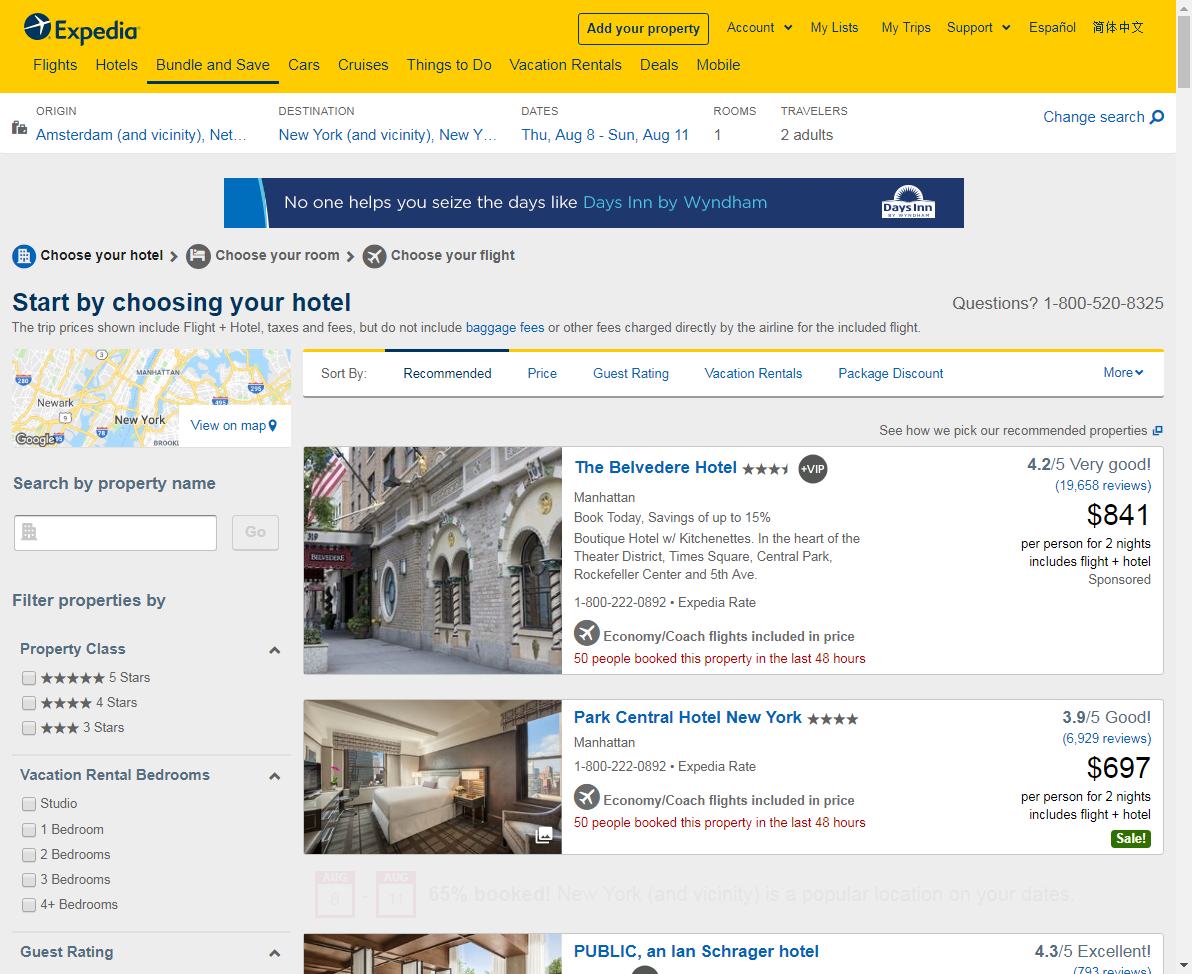 Expedia
Add your property
Account
My Lists
My Trips
Support
Español
简体中文
Flights
Hotels
Bundle and Save
Cars
Cruises
Things to Do
Vacation Rentals
Deals
Mobile
ORIGIN
Amsterdam (and vicinity), Net...
DESTINATION
New York (and vicinity), New Y...
DATES
Thu, Aug 8 - Sun, Aug 11
ROOMS
1
TRAVELERS
2 adults
Change search
No one helps you seize the days like Days Inn by Wyndham
Days Inn
BY WYNDHAM
Choose your hotel
Choose your room
Choose your flight
Start by choosing your hotel
Questions? 1-800-520-8325
The trip prices shown include Flight + Hotel, taxes and fees, but do not include baggage fees or other fees charged directly by the airline for the included flight.
3
MANHATTAN
280
295
495
Newark
9
New York
78
BROOKL
95
Google
View on map
Sort By:
Recommended
Price
Guest Rating
Vacation Rentals
Package Discount
More
See how we pick our recommended properties
Search by property name
Go
Filter properties by
Property Class
5 Stars
4 Stars
3 Stars
Vacation Rental Bedrooms
Studio
1 Bedroom
2 Bedrooms
3 Bedrooms
4+ Bedrooms
Guest Rating
319
BELVEDERE
The Belvedere Hotel
+VIP
Manhattan
Book Today, Savings of up to 15%
Boutique Hotel w/ Kitchenettes. In the heart of the
Theater District, Times Square, Central Park,
Rockefeller Center and 5th Ave.
1-800-222-0892 • Expedia Rate
Economy/Coach flights included in price
50 people booked this property in the last 48 hours
4.2/5 Very good!
(19,658 reviews)
$841
per person for 2 nights
includes flight + hotel
Sponsored
Park Central Hotel New York
Manhattan
1-800-222-0892 • Expedia Rate
Economy/Coach flights included in price
50 people booked this property in the last 48 hours
3.9/5 Good!
(6,929 reviews)
$697
per person for 2 nights
includes flight + hotel
Sale!
AUG
8
-
AUG
11
65% booked! New York (and vicinity) is a popular location on your dates.
PUBLIC, an Ian Schrager hotel
4.3/5 Excellent!
(793 reviews)